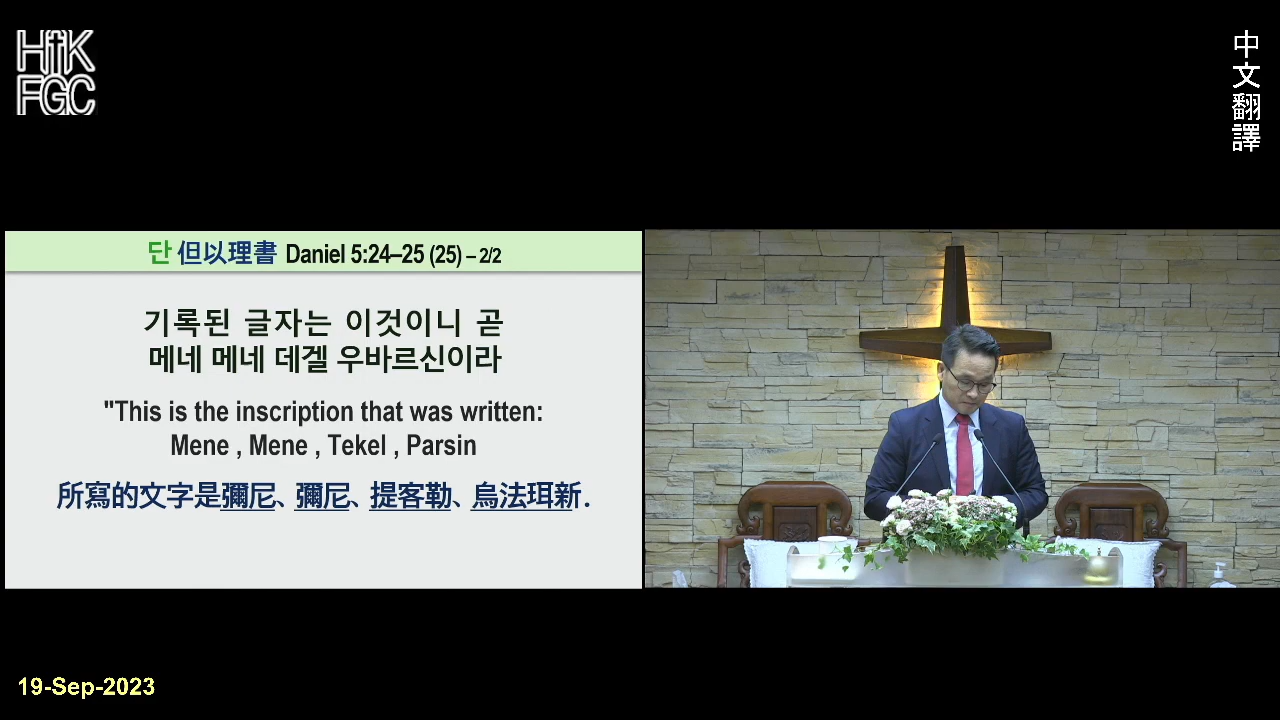 HfK
FGC
中文翻譯
단 但以理書 Daniel 5:24–25 (25) – 2/2
기록된 글자는 이것이니 곧
메네 메네 데겔 우바르신이라
"This is the inscription that was written:
Mene , Mene , Tekel , Parsin
所寫的文字是彌尼、彌尼、提客勒、烏法珥新.
19-Sep-2023